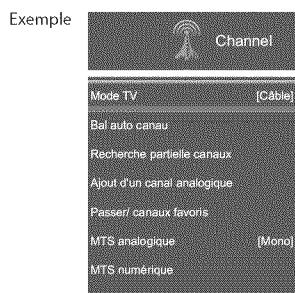 Exemple
Channel
Mode TV [Câble]
Bal auto canau
Recherche partielle canaux
Ajout d'un canal analogique
Passer/ canaux favoris
MTS analogique [Mono]
MTS numérique